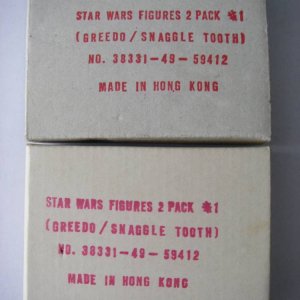 STAR WARS FIGURES 2 PACK #1
(GREEDO/SNAGGLE TOOTH)
NO. 38331-49-59412
MADE IN HONG KONG
STAR WARS FIGURES 2 PACK #1
(GREEDO/SNAGGLE TOOTH)
NO. 38331-49-59412
MADE IN HONG KONG